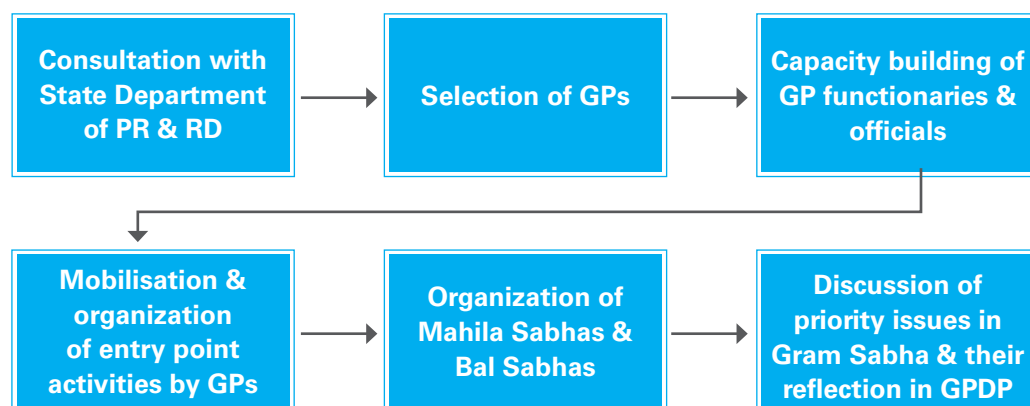 Consultation with
State Department
of PR & RD
Selection of GPs
Capacity building of
GP functionaries &
officials
Mobilisation &
organization
of entry point
activities by GPs
Organization of
Mahila Sabhas &
Bal Sabhas
Discussion of
priority issues in
Gram Sabha & their
reflection in GPDP